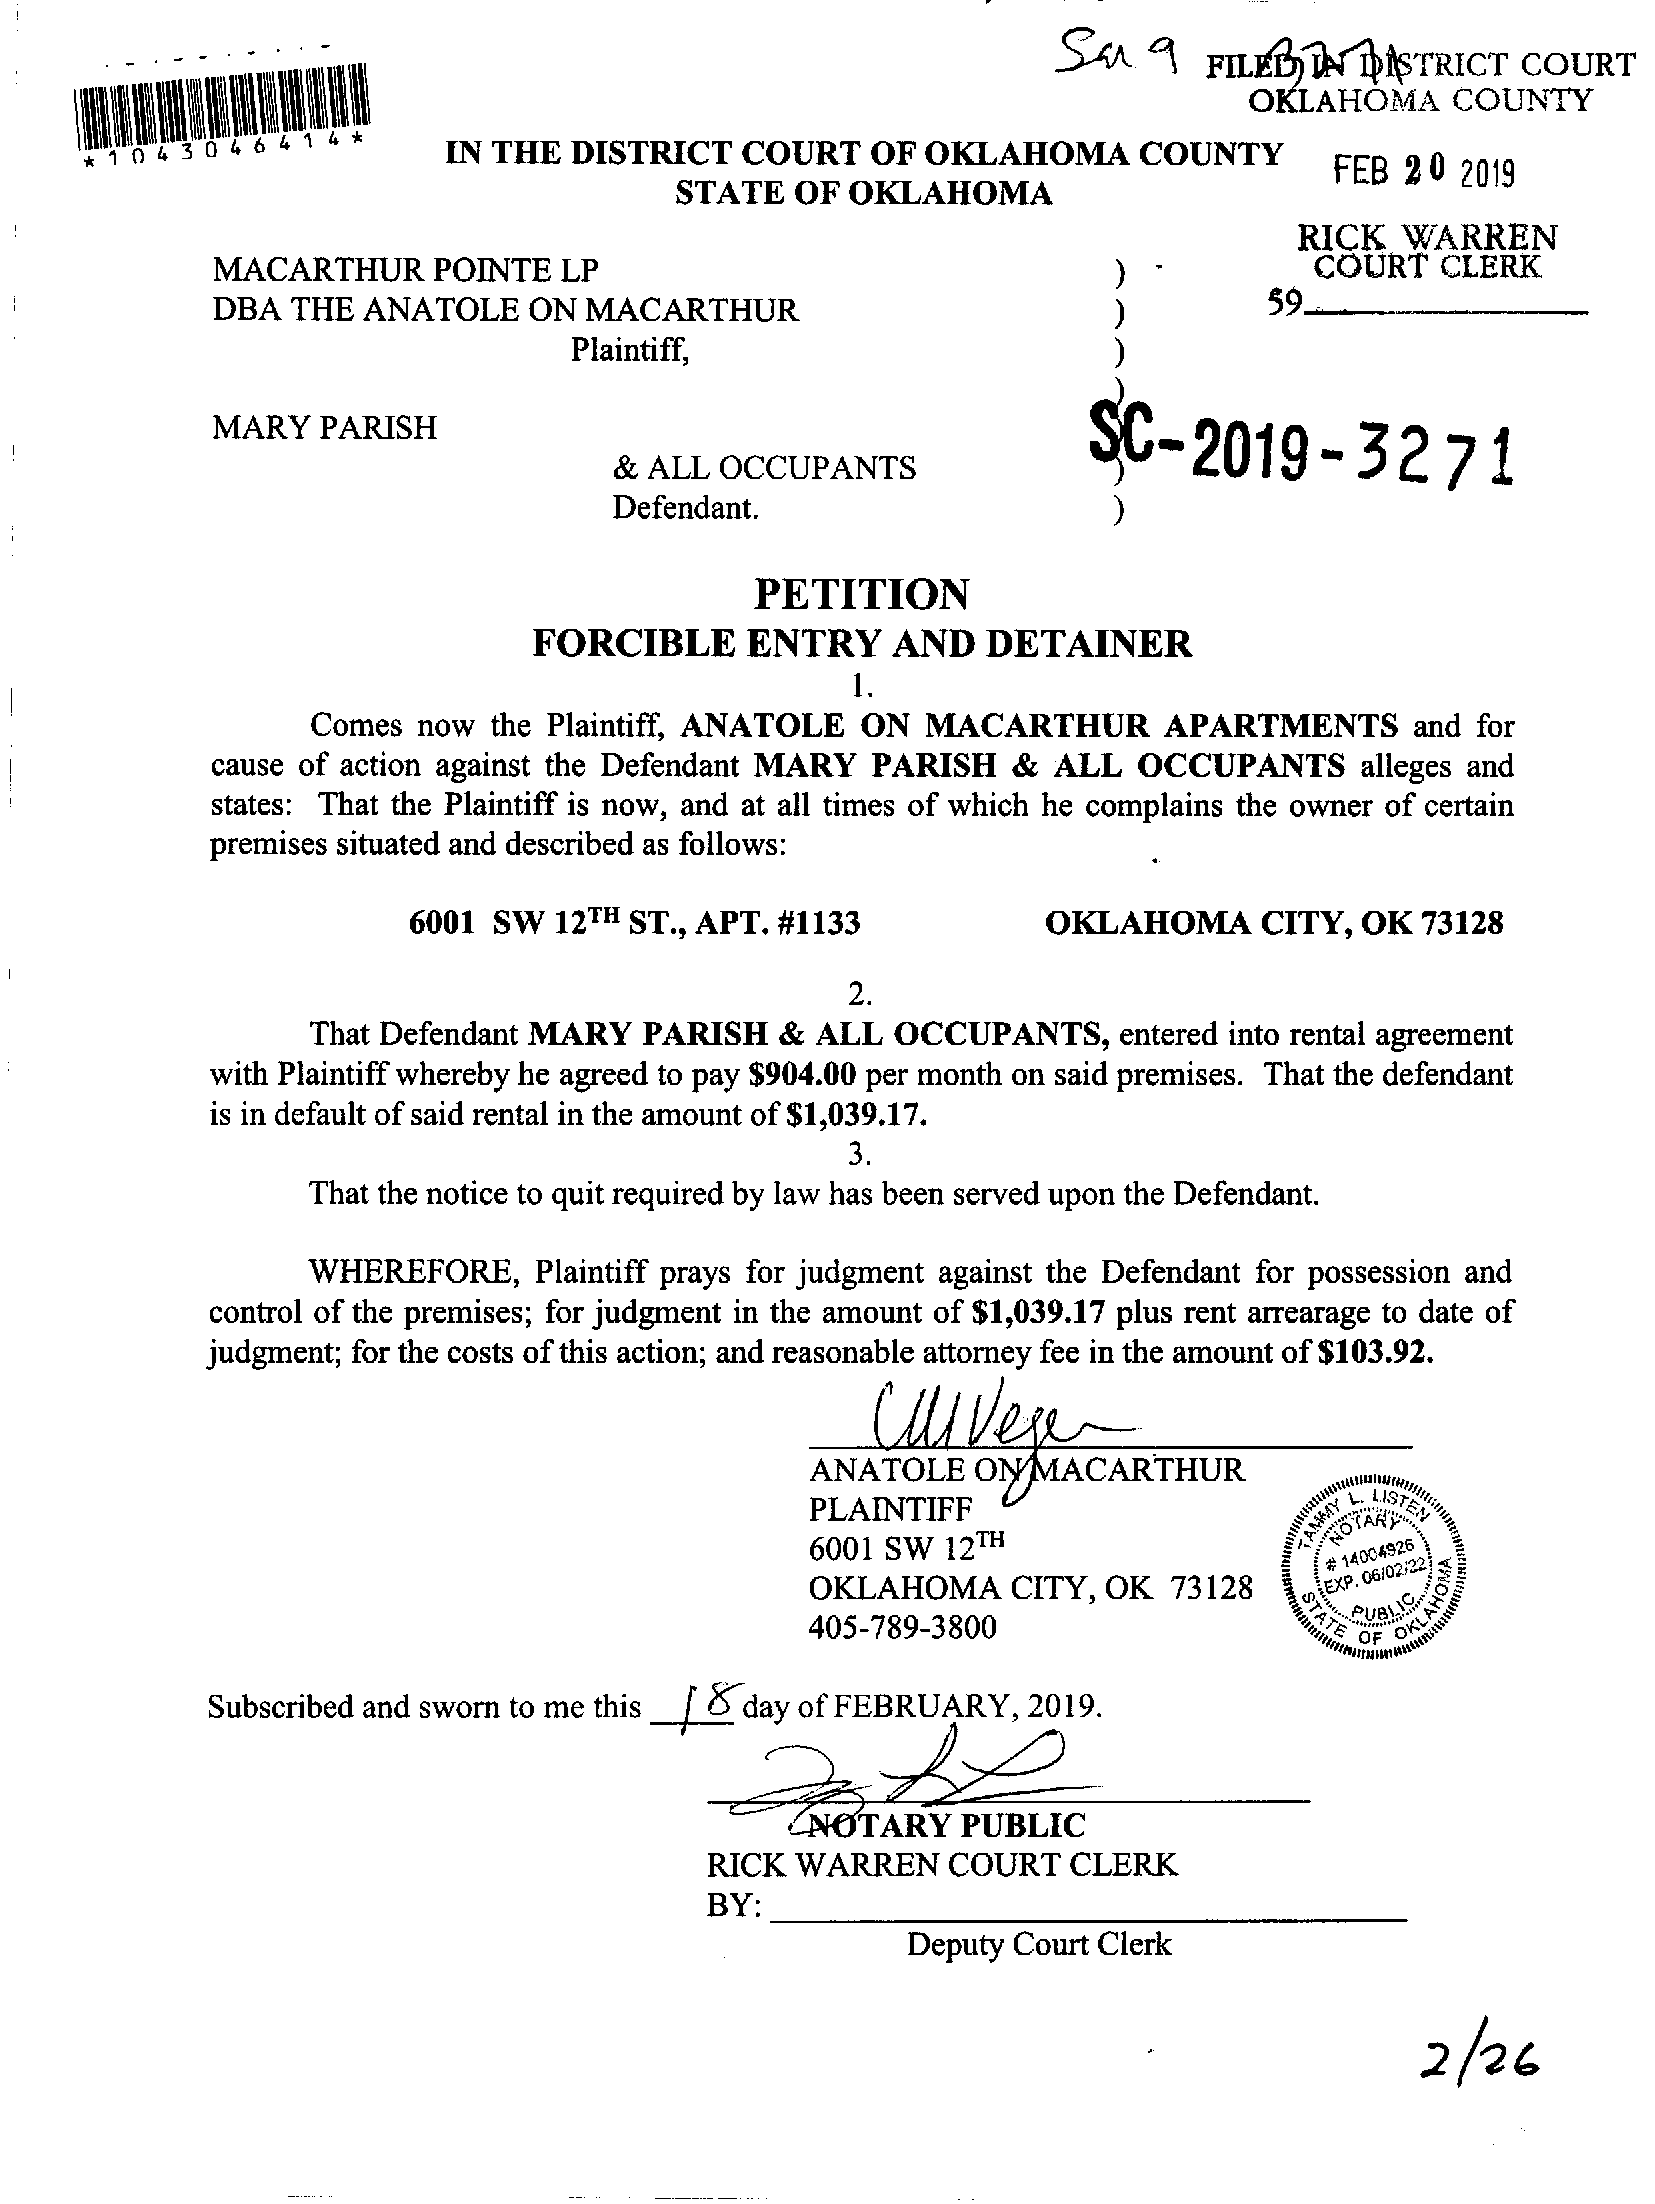 FILED IN DISTRICT COURT
OKLAHOMA COUNTY
*1043046414*
IN THE DISTRICT COURT OF OKLAHOMA COUNTY
STATE OF OKLAHOMA
FEB 20 2019
RICK WARREN
COURT CLERK
59
MACARTHUR POINTE LP )
DBA THE ANATOLE ON MACARTHUR )
Plaintiff, )
)
MARY PARISH
SC-2019-3271
& ALL OCCUPANTS )
Defendant. )
PETITION
FORCIBLE ENTRY AND DETAINER
1.
Comes now the Plaintiff, ANATOLE ON MACARTHUR APARTMENTS and for
cause of action against the Defendant MARY PARISH & ALL OCCUPANTS alleges and
states: That the Plaintiff is now, and at all times of which he complains the owner of certain
premises situated and described as follows:
6001 SW 12TH ST., APT. #1133 OKLAHOMA CITY, OK 73128
2.
That Defendant MARY PARISH & ALL OCCUPANTS, entered into rental agreement
with Plaintiff whereby he agreed to pay $904.00 per month on said premises. That the defendant
is in default of said rental in the amount of $1,039.17.
3.
That the notice to quit required by law has been served upon the Defendant.
WHEREFORE, Plaintiff prays for judgment against the Defendant for possession and
control of the premises; for judgment in the amount of $1,039.17 plus rent arrearage to date of
judgment; for the costs of this action; and reasonable attorney fee in the amount of $103.92.
ANATOLE ON MACARTHUR
PLAINTIFF
6001 SW 12TH
OKLAHOMA CITY, OK 73128
405-789-3800
TAMMY L. LISTEN
NOTARY
# 14004926
EXP. 06/02/22
PUBLIC
STATE OF OKLAHOMA
Subscribed and sworn to me this 18 day of FEBRUARY, 2019.
NOTARY PUBLIC
RICK WARREN COURT CLERK
BY:
Deputy Court Clerk
2/26